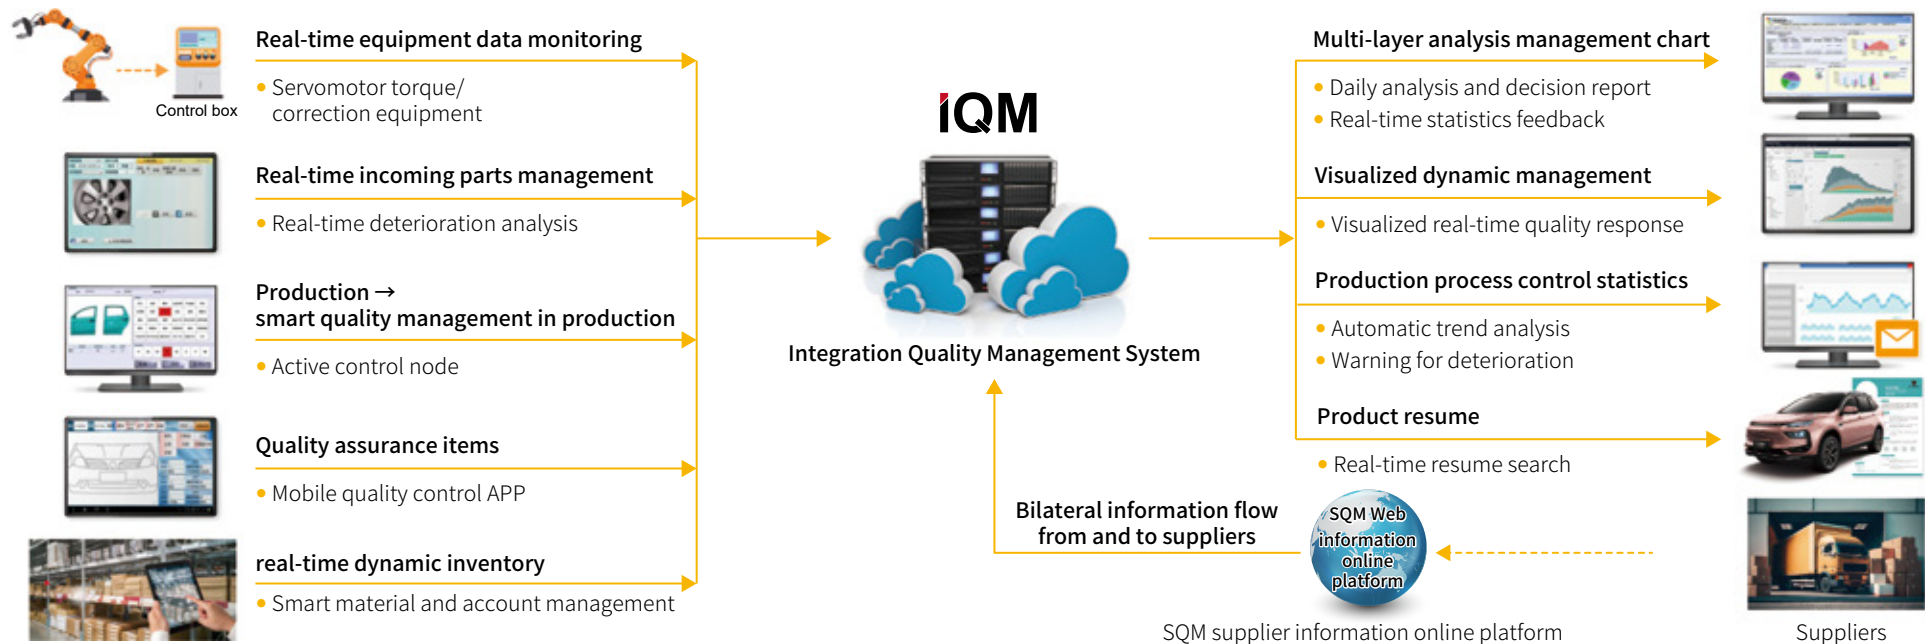 Control box
Real-time equipment data monitoring
• Servomotor torque/
correction equipment
Real-time incoming parts management
• Real-time deterioration analysis
Production →
smart quality management in production
• Active control node
Quality assurance items
• Mobile quality control APP
real-time dynamic inventory
• Smart material and account management
iQM
Integration Quality Management System
Bilateral information flow
from and to suppliers
Multi-layer analysis management chart
• Daily analysis and decision report
• Real-time statistics feedback
Visualized dynamic management
• Visualized real-time quality response
Production process control statistics
• Automatic trend analysis
• Warning for deterioration
Product resume
• Real-time resume search
SQM Web
information
online
platform
SQM supplier information online platform
Suppliers